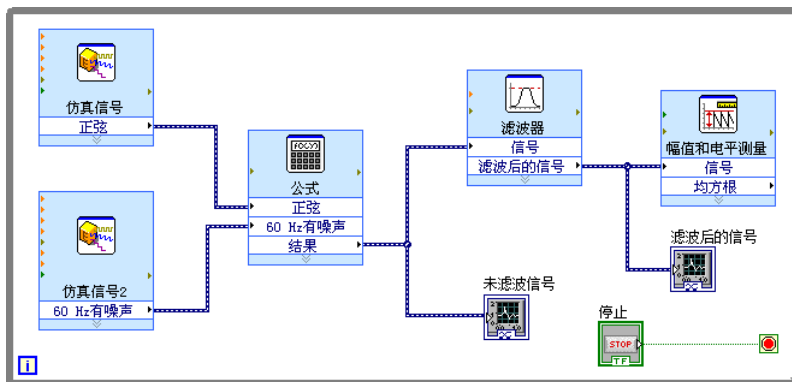 仿真信号
正弦
仿真信号2
60 Hz有噪声
f(x,y)
公式
正弦
60 Hz有噪声
结果
滤波器
信号
滤波后的信号
幅值和电平测量
信号
均方根
滤波后的信号
未滤波信号
停止
STOP
TF
i